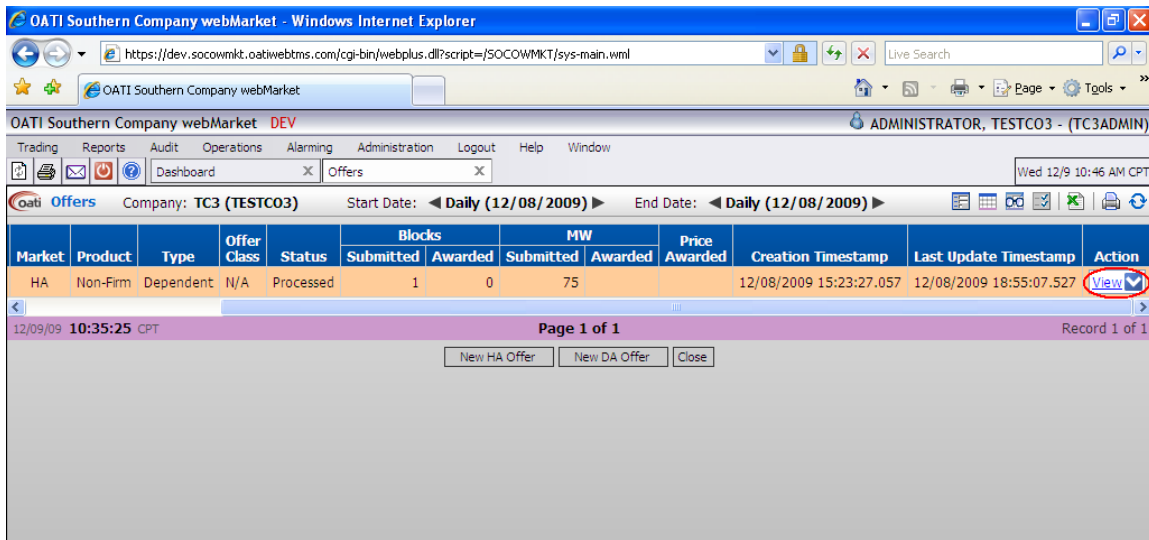 OATI Southern Company webMarket - Windows Internet Explorer
https://dev.socowmkt.oatiwebtms.com/cgi-bin/webplus.dll?script=/SOCOWMKT/sys-main.wml
Live Search
OATI Southern Company webMarket
Page
Tools
OATI Southern Company webMarket DEV
ADMINISTRATOR, TESTCO3 - (TC3ADMIN)
Trading Reports Audit Operations Alarming Administration Logout Help Window
Dashboard X Offers X
Wed 12/9 10:46 AM CPT
oati Offers Company: TC3 (TESTCO3) Start Date: Daily (12/08/2009) End Date: Daily (12/08/2009)
Blocks MW
Market Product Type Offer Class Status Submitted Awarded Submitted Awarded Price Awarded Creation Timestamp Last Update Timestamp Action
HA Non-Firm Dependent N/A Processed 1 0 75 12/08/2009 15:23:27.057 12/08/2009 18:55:07.527 View
12/09/09 10:35:25 CPT Page 1 of 1 Record 1 of 1
New HA Offer New DA Offer Close